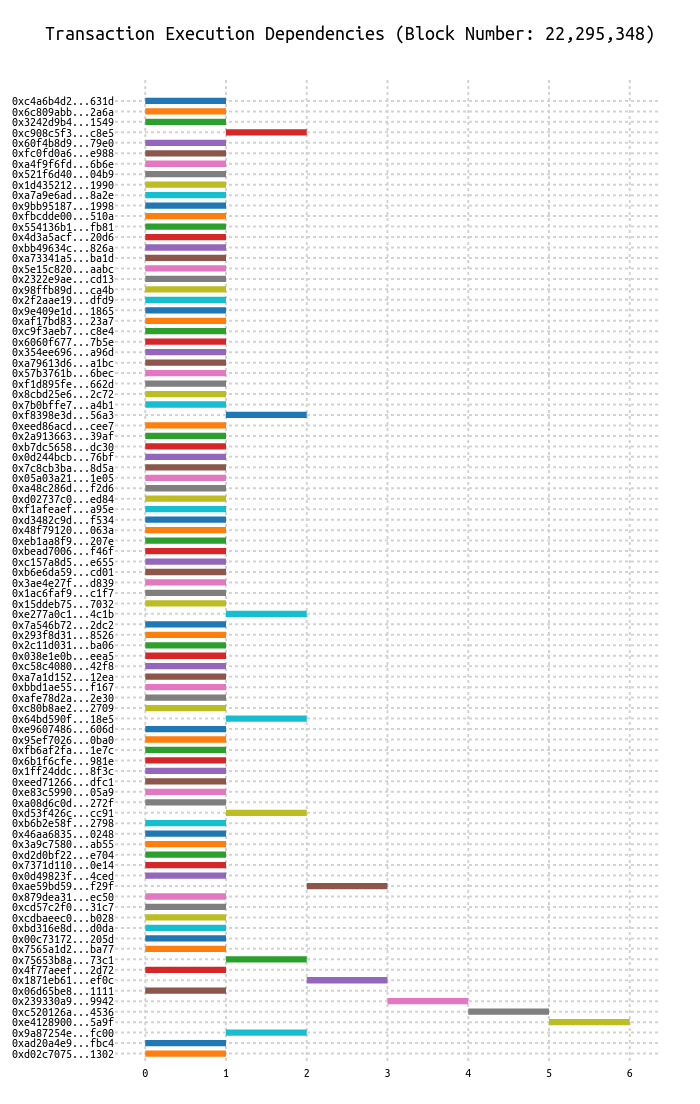 Transaction Execution Dependencies (Block Number: 22,295,348)
0xc4a6b4d2...631d
0x6c809abb...2a6a
0x3242d9b4...1549
0xc908c5f3...c8e5
0x60f4b8d9...79e0
0xfc0fd0a6...e988
0xa4f9f6fd...6b6e
0x521f6d40...04b9
0x1d435212...1990
0xa7a9e6ad...8a2e
0x9bb95187...1998
0xfbcdde00...510a
0x554136b1...fb81
0x4d3a5acf...20d6
0xbb49634c...826a
0xa73341a5...ba1d
0x5e15c820...aabc
0x2322e9ae...cd13
0x98ffb89d...ca4b
0x2f2aae19...dfd9
0x9e409e1d...1865
0xaf17bd83...23a7
0xc9f3aeb7...c8e4
0x6060f677...7b5e
0x354ee696...a96d
0xa79613d6...a1bc
0x57b3761b...6bec
0xf1d895fe...662d
0x8cbd25e6...2c72
0x7b0bffe7...a4b1
0xf8398e3d...56a3
0xeed86acd...cee7
0x2a913663...39af
0xb7dc5658...dc30
0x0d244bcb...76bf
0x7c8cb3ba...8d5a
0x05a03a21...1e05
0xa48c286d...f2d6
0xd02737c0...ed84
0xf1afeaef...a95e
0xd3482c9d...f534
0x48f79120...063a
0xeb1aa8f9...207e
0xbead7006...f46f
0xc157a8d5...e655
0xb6e6da59...cd01
0x3ae4e27f...d839
0x1ac6faf9...c1f7
0x15ddeb75...7032
0xe277a0c1...4c1b
0x7a546b72...2dc2
0x293f8d31...8526
0x2c11d031...ba06
0x038e1e0b...eea5
0xc58c4080...42f8
0xa7a1d152...12ea
0xbbd1ae55...f167
0xafe78d2a...2e30
0xc80b8ae2...2709
0x64bd590f...18e5
0xe9607486...606d
0x95ef7026...0ba0
0xfb6af2fa...1e7c
0x6b1f6cfe...981e
0x1ff24ddc...8f3c
0xeed71266...dfc1
0xe83c5990...05a9
0xa08d6c0d...272f
0xd53f426c...cc91
0xb6b2e58f...2798
0x46aa6835...0248
0x3a9c7580...ab55
0xd2d0bf22...e704
0x7371d110...0e14
0x0d49823f...4ced
0xae59bd59...f29f
0x879dea31...ec50
0xcd57c2f0...31c7
0xcdbaeec0...b028
0xbd316e8d...d0da
0x00c73172...205d
0x7565a1d2...ba77
0x75653b8a...73c1
0x4f77aeef...2d72
0x1871eb61...ef0c
0x06d65be8...1111
0x239330a9...9942
0xc520126a...4536
0xe4128900...5a9f
0x9a87254e...fc00
0xad20a4e9...fbc4
0xd02c7075...1302
0 1 2 3 4 5 6